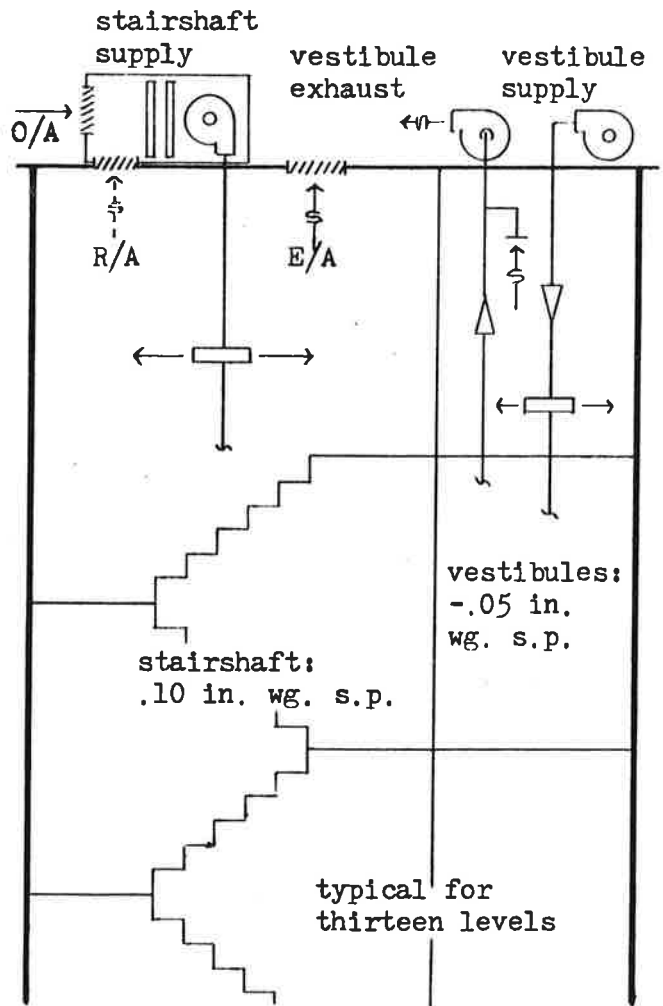 stairshaft
supply
vestibule
exhaust
vestibule
supply
O/A
R/A
E/A
vestibules:
-.05 in.
wg. s.p.
stairshaft:
.10 in. wg. s.p.
typical for
thirteen levels